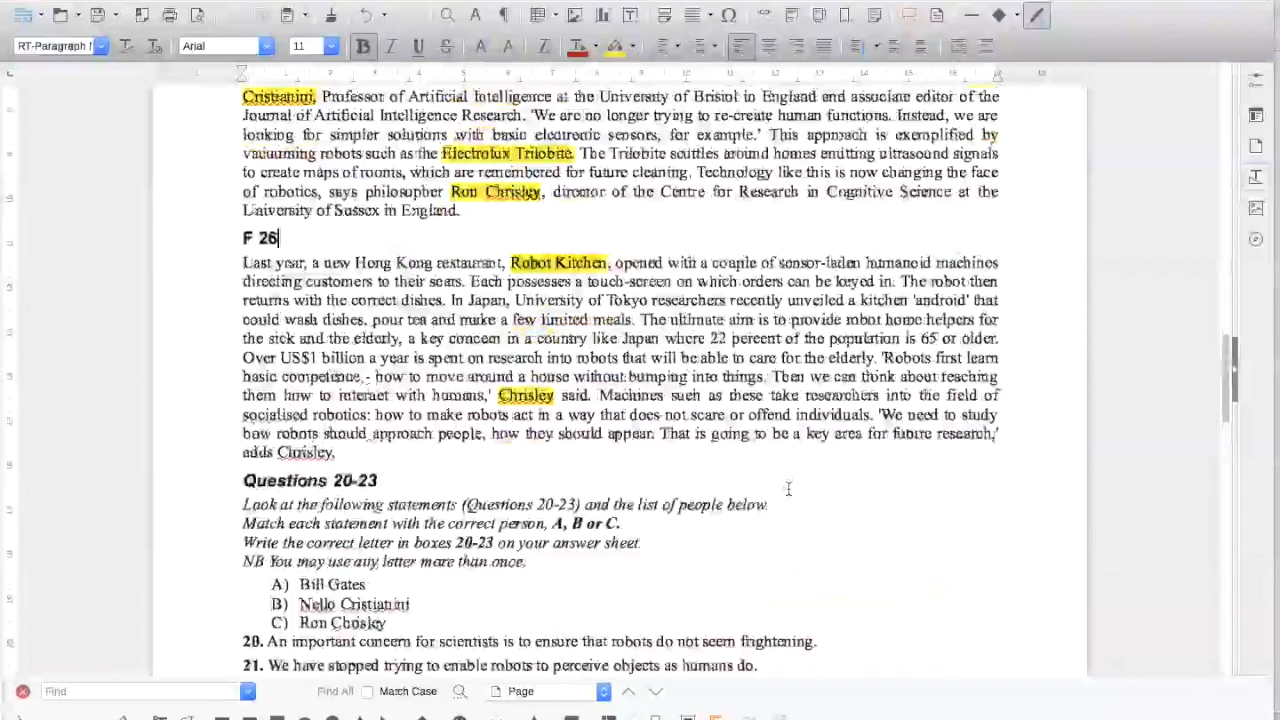 RT-Paragraph
Arial
11
Cristianini, Professor of Artificial Intelligence at the University of Bristol in England and associate editor of the
Journal of Artificial Intelligence Research. 'We are no longer trying to re-create human functions. Instead, we are
looking for simpler solutions with basic electronic sensors, for example.' This approach is exemplified by
vacuuming robots such as the Electrolux Trilobite. The Trilobite scuttles around homes emitting ultrasound signals
to create maps of rooms, which are remembered for future cleaning. Technology like this is now changing the face
of robotics, says philosopher Ron Chrisley, director of the Centre for Research in Cognitive Science at the
University of Sussex in England.
F 26
Last year, a new Hong Kong restaurant, Robot Kitchen, opened with a couple of sensor-laden humanoid machines
directing customers to their seats. Each possesses a touch-screen on which orders can be keyed in. The robot then
returns with the correct dishes. In Japan, University of Tokyo researchers recently unveiled a kitchen 'android' that
could wash dishes, pour tea and make a few limited meals. The ultimate aim is to provide robot home helpers for
the sick and the elderly, a key concern in a country like Japan where 22 percent of the population is 65 or older.
Over US$1 billion a year is spent on research into robots that will be able to care for the elderly. 'Robots first learn
basic competence,- how to move around a house without bumping into things. Then we can think about teaching
them how to interact with humans,' Chrisley said. Machines such as these take researchers into the field of
socialised robotics: how to make robots act in a way that does not scare or offend individuals. 'We need to study
how robots should approach people, how they should appear. That is going to be a key area for future research,'
adds Chrisley.
Questions 20-23
Look at the following statements (Questions 20-23) and the list of people below.
Match each statement with the correct person, A, B or C.
Write the correct letter in boxes 20-23 on your answer sheet.
NB You may use any letter more than once.
A) Bill Gates
B) Nello Cristianini
C) Ron Chrisley
20. An important concern for scientists is to ensure that robots do not seem frightening.
21. We have stopped trying to enable robots to perceive objects as humans do.
Find
Find All
Match Case
Page